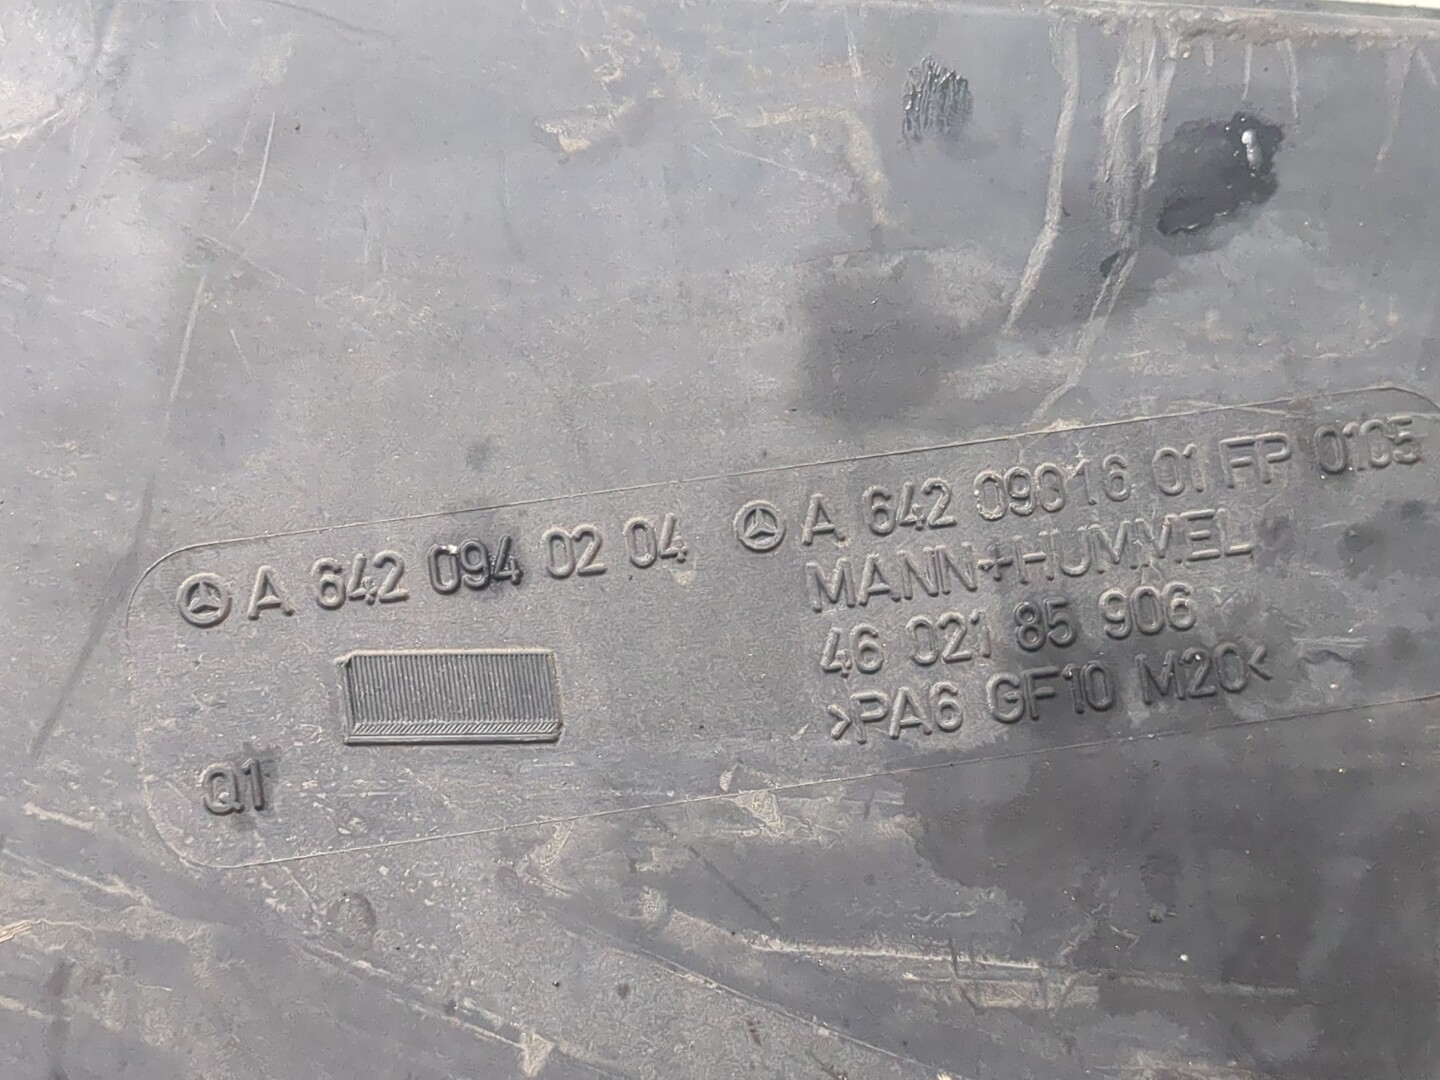 A 642 094 02 04
Q1
A 642 09016 01 FP 0105
MANN+HUMMEL
46 021 85 906
>PA6 GF10 M20<